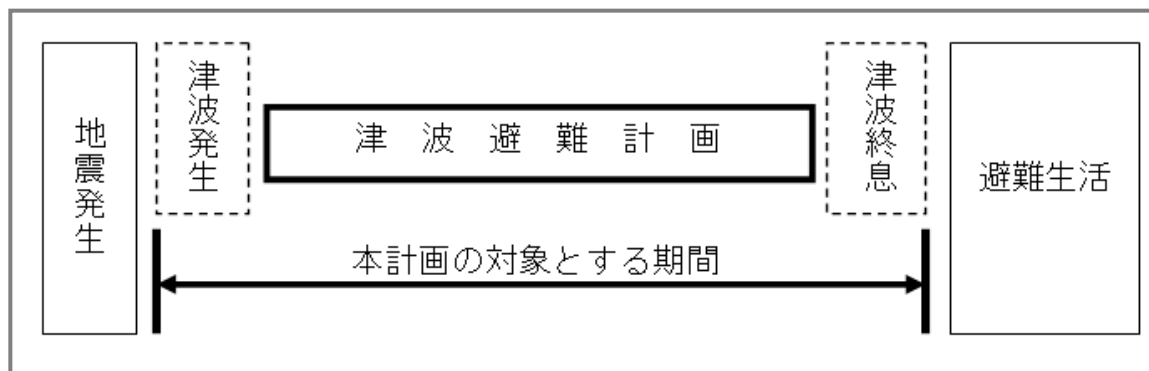 地震発生
津波発生
津波避難計画
津波終息
避難生活
本計画の対象とする期間